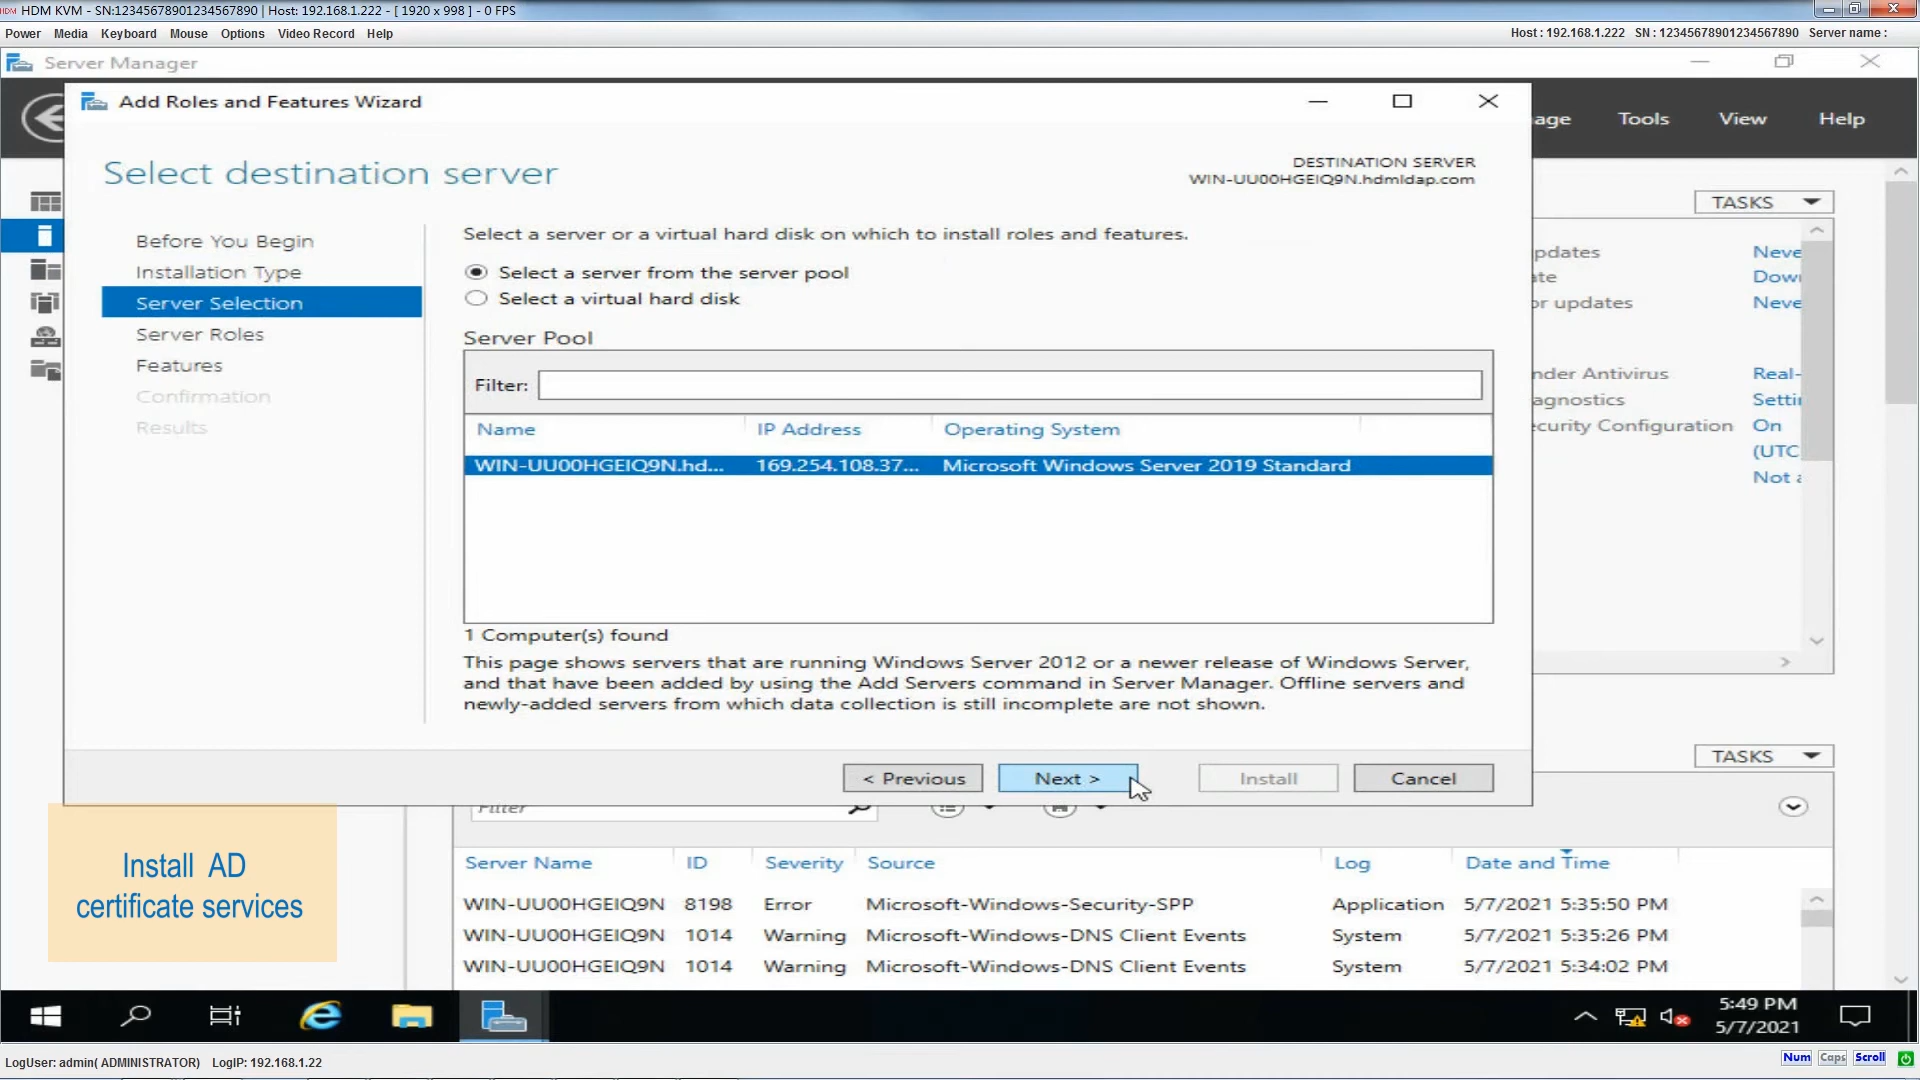 HDM KVM - SN:12345678901234567890 | Host: 192.168.1.222 - [ 1920 x 998 ] - 0 FPS
Power Media Keyboard Mouse Options Video Record Help
Host : 192.168.1.222 SN : 12345678901234567890 Server name :
Server Manager
Add Roles and Features Wizard
age Tools View Help
Select destination server
DESTINATION SERVER
WIN-UU00HGEIQ9N.hdmldap.com
TASKS
Before You Begin
Installation Type
Server Selection
Server Roles
Features
Confirmation
Results
Select a server or a virtual hard disk on which to install roles and features.
Select a server from the server pool
Select a virtual hard disk
Server Pool
Filter:
Name IP Address Operating System
WIN-UU00HGEIQ9N.hd... 169.254.108.37... Microsoft Windows Server 2019 Standard
1 Computer(s) found
This page shows servers that are running Windows Server 2012 or a newer release of Windows Server,
and that have been added by using the Add Servers command in Server Manager. Offline servers and
newly-added servers from which data collection is still incomplete are not shown.
< Previous Next > Install Cancel
pdates Neve
te Dow
or updates Neve
nder Antivirus Real-
agnostics Setti
ecurity Configuration On
(UTC
Not a
TASKS
Filter
Server Name ID Severity Source Log Date and Time
WIN-UU00HGEIQ9N 8198 Error Microsoft-Windows-Security-SPP Application 5/7/2021 5:35:50 PM
WIN-UU00HGEIQ9N 1014 Warning Microsoft-Windows-DNS Client Events System 5/7/2021 5:35:26 PM
WIN-UU00HGEIQ9N 1014 Warning Microsoft-Windows-DNS Client Events System 5/7/2021 5:34:02 PM
Install AD
certificate services
5:49 PM
5/7/2021
LogUser: admin( ADMINISTRATOR) LogIP: 192.168.1.22
Num Caps Scroll